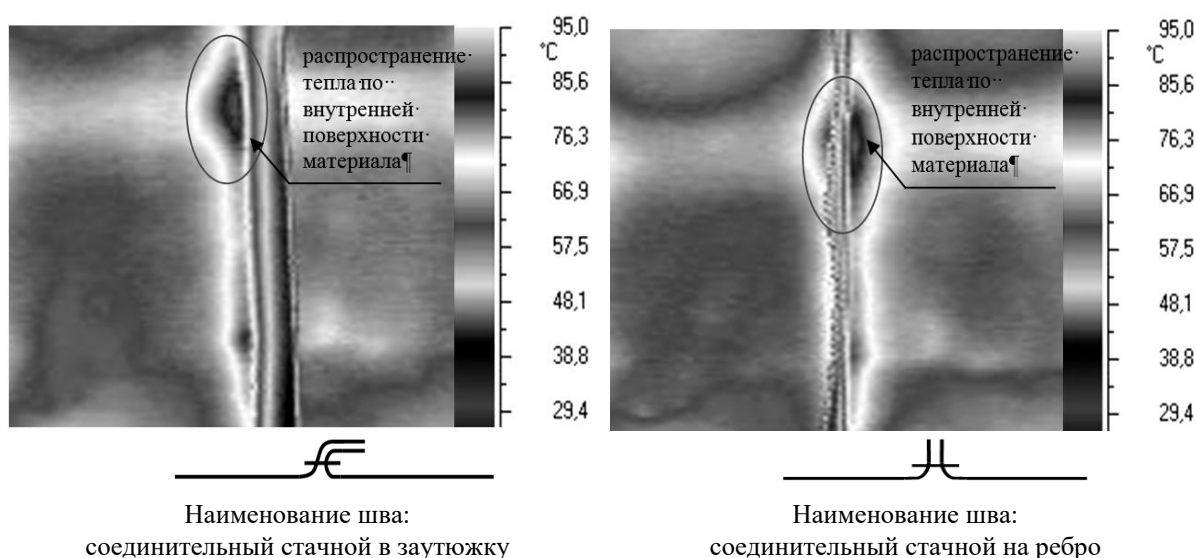 распространение·
тепла·по··
внутренней·
поверхности·
материала¶
95,0
°C
85,6
76,3
66,9
57,5
48,1
38,8
29,4
Наименование шва:
соединительный стачной в заутюжку
распространение·
тепла·по··
внутренней·
поверхности·
материала¶
95,0
°C
85,6
76,3
66,9
57,5
48,1
38,8
29,4
Наименование шва:
соединительный стачной на ребро